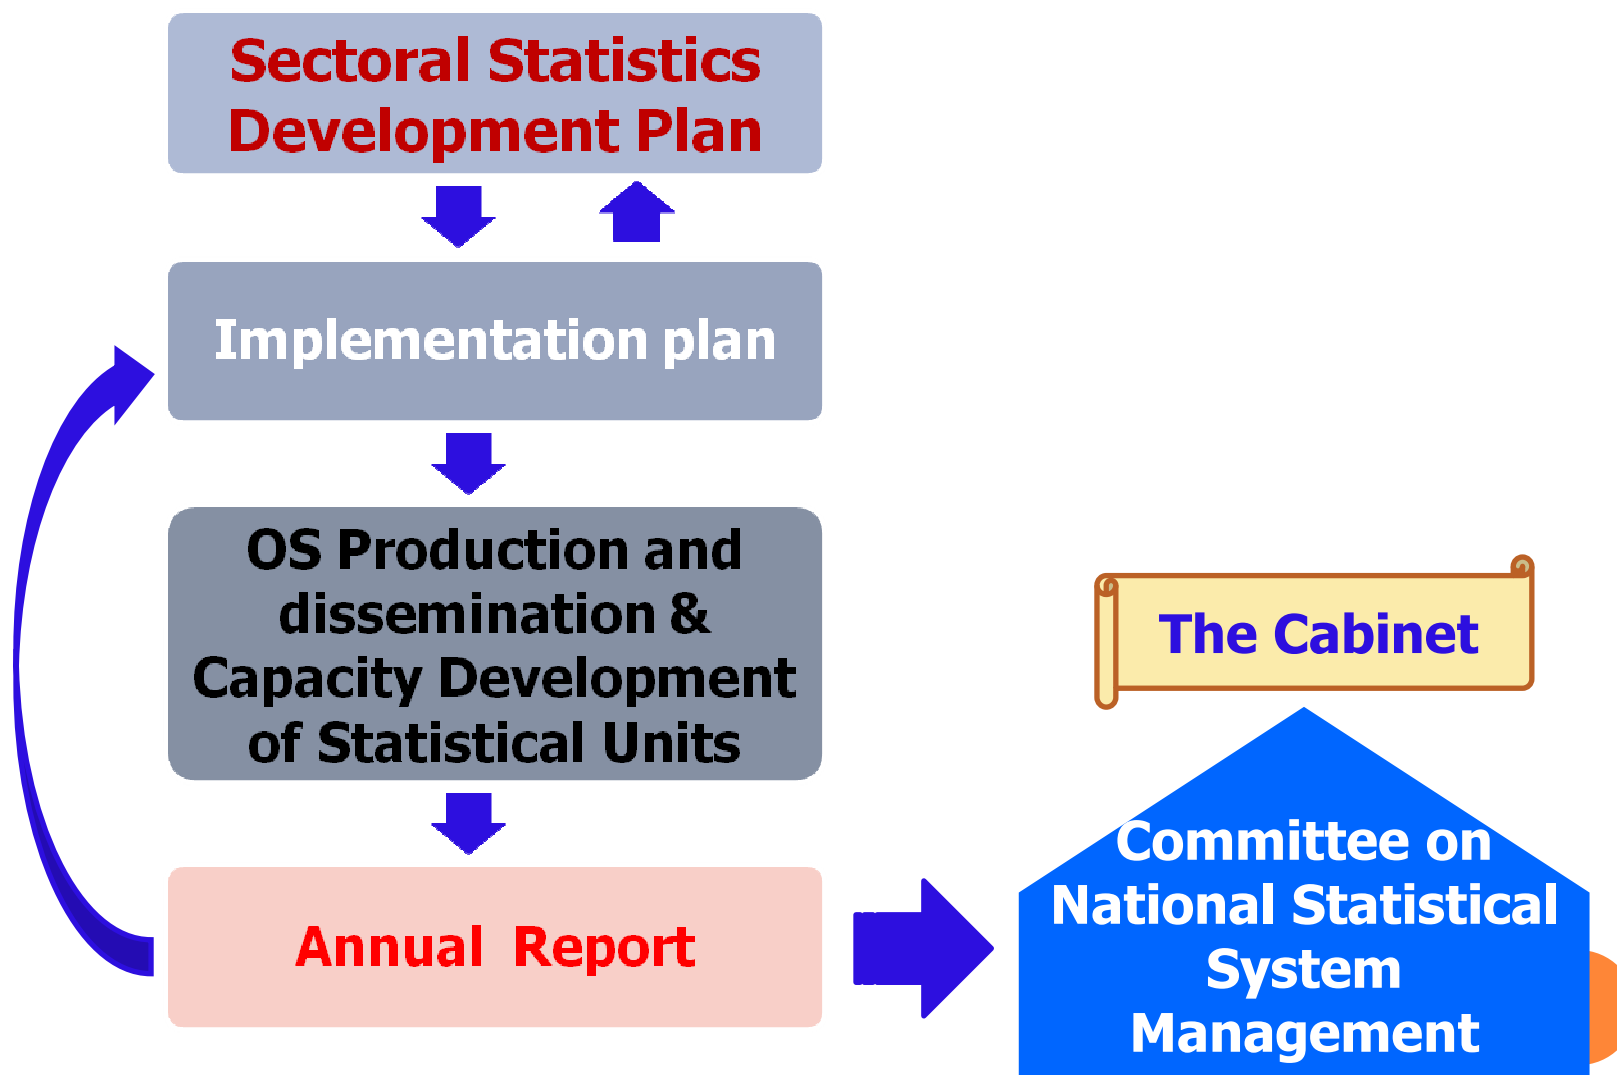 Sectoral Statistics
Development Plan
Implementation plan
OS Production and
dissemination &
Capacity Development
of Statistical Units
Annual Report
The Cabinet
Committee on
National Statistical
System
Management